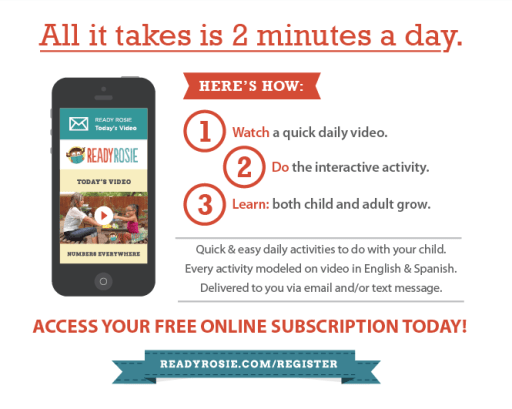 All it takes is 2 minutes a day.
HERE'S HOW:
1 Watch a quick daily video.
2 Do the interactive activity.
3 Learn: both child and adult grow.
READY ROSIE
Today's Video
READYROSIE
TODAY'S VIDEO
NUMBERS EVERYWHERE
Quick & easy daily activities to do with your child.
Every activity modeled on video in English & Spanish.
Delivered to you via email and/or text message.
ACCESS YOUR FREE ONLINE SUBSCRIPTION TODAY!
READYROSIE.COM/REGISTER